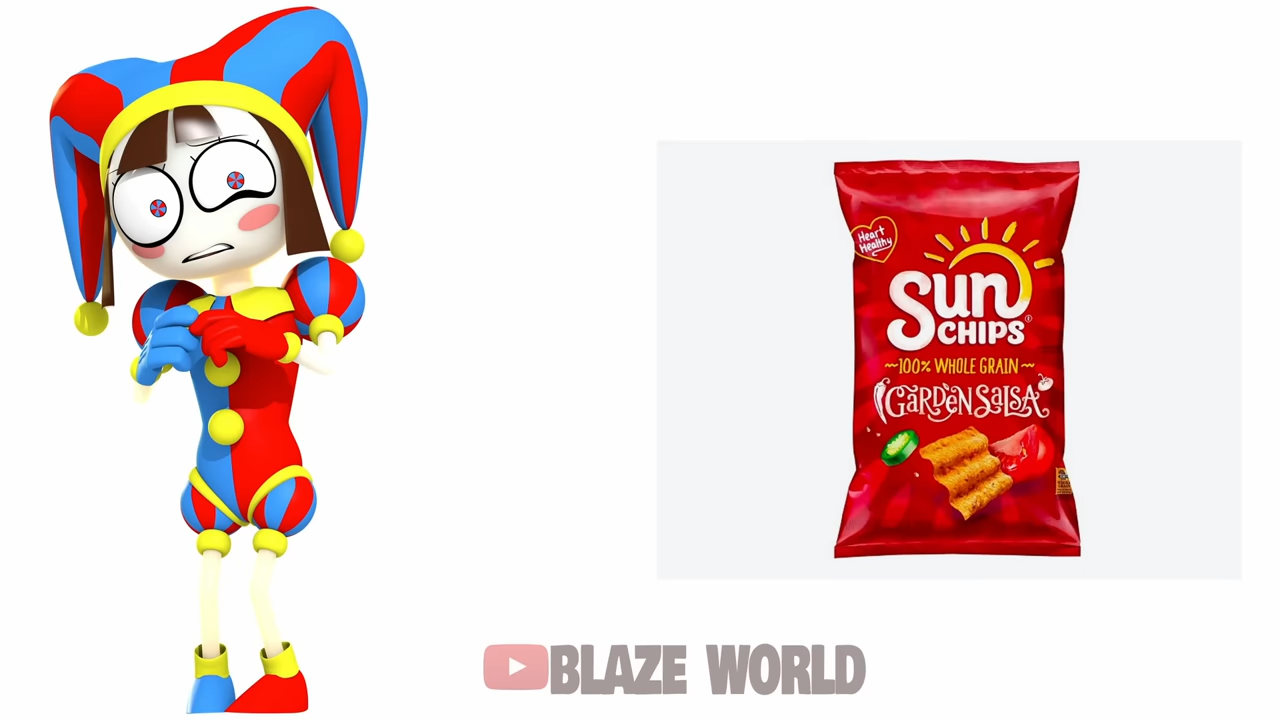 Heart
Healthy
Sun
CHIPS
~100% WHOLE GRAIN~
GARDEN SALSA
BLAZE WORLD